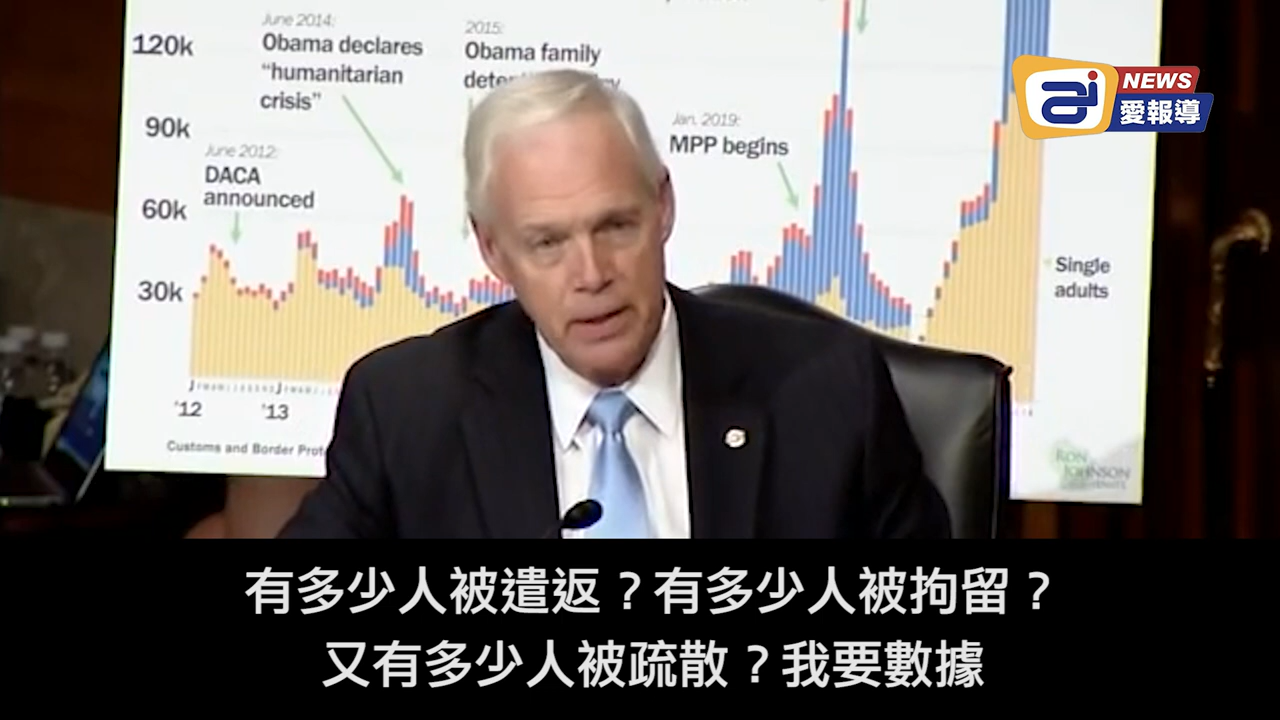 120k
June 2014:
Obama declares
“humanitarian
crisis”
2015:
Obama family
NEWS
愛報導
90k
Jan. 2019:
MPP begins
June 2012:
DACA
announced
60k
30k
Single
adults
'12
'13
Customs and Border
RON
JOHNSON
有多少人被遣返？有多少人被拘留？
又有多少人被疏散？我要數據